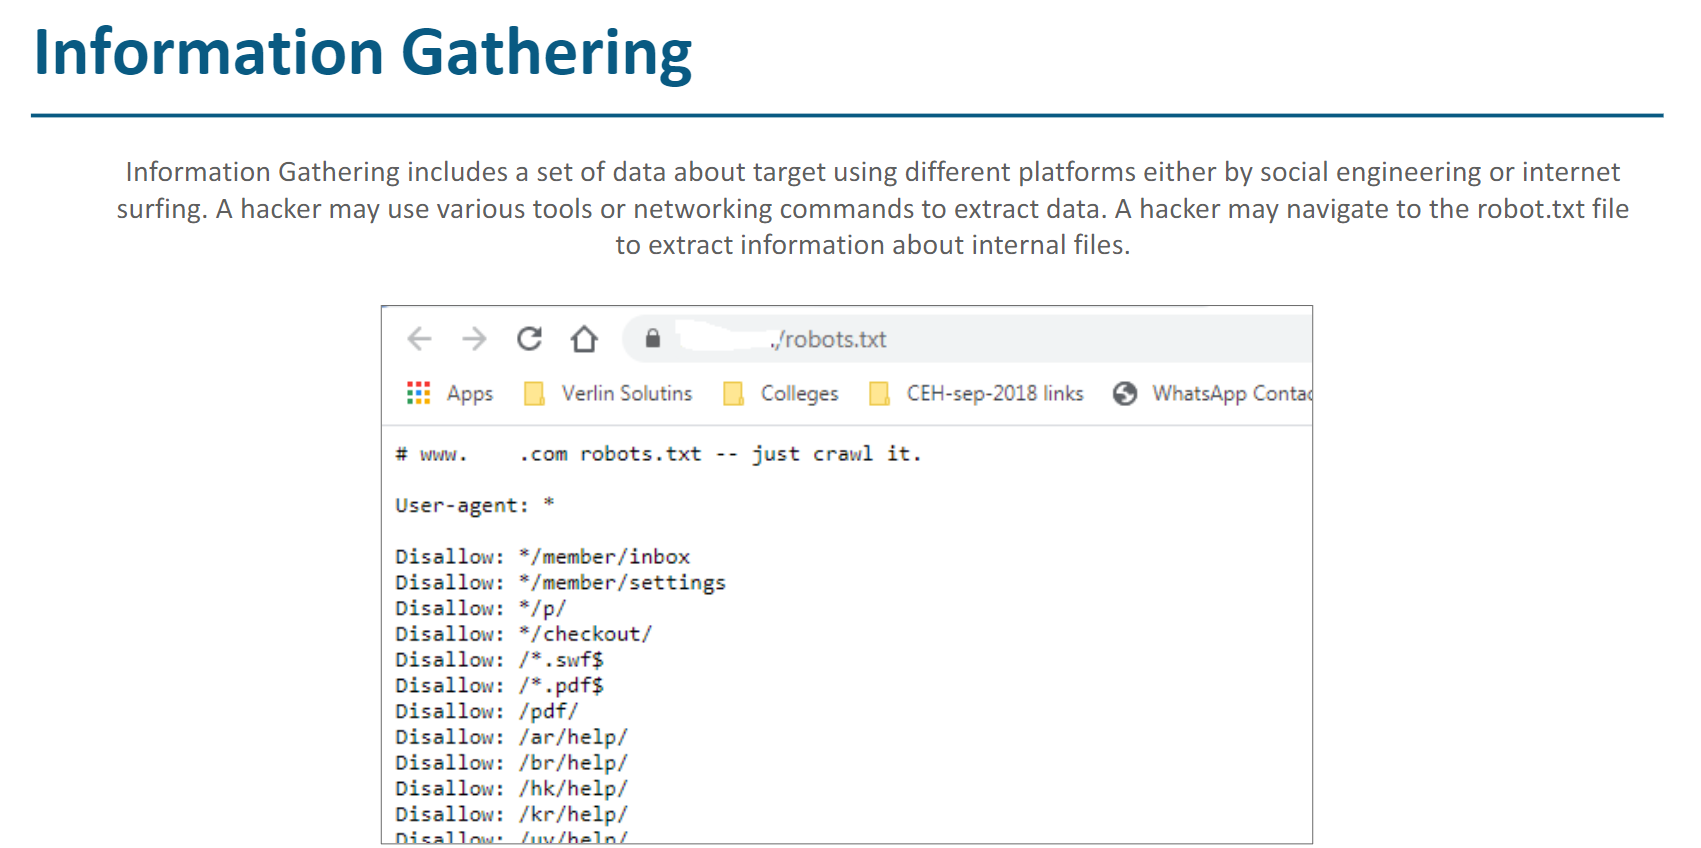 Information Gathering
Information Gathering includes a set of data about target using different platforms either by social engineering or internet
surfing. A hacker may use various tools or networking commands to extract data. A hacker may navigate to the robot.txt file
to extract information about internal files.
./robots.txt
Apps Verlin Solutins Colleges CEH-sep-2018 links WhatsApp Contac
# www. .com robots.txt -- just crawl it.
User-agent: *
Disallow: */member/inbox
Disallow: */member/settings
Disallow: */p/
Disallow: */checkout/
Disallow: /*.swf$
Disallow: /*.pdf$
Disallow: /pdf/
Disallow: /ar/help/
Disallow: /br/help/
Disallow: /hk/help/
Disallow: /kr/help/
Disallow: /uy/help/